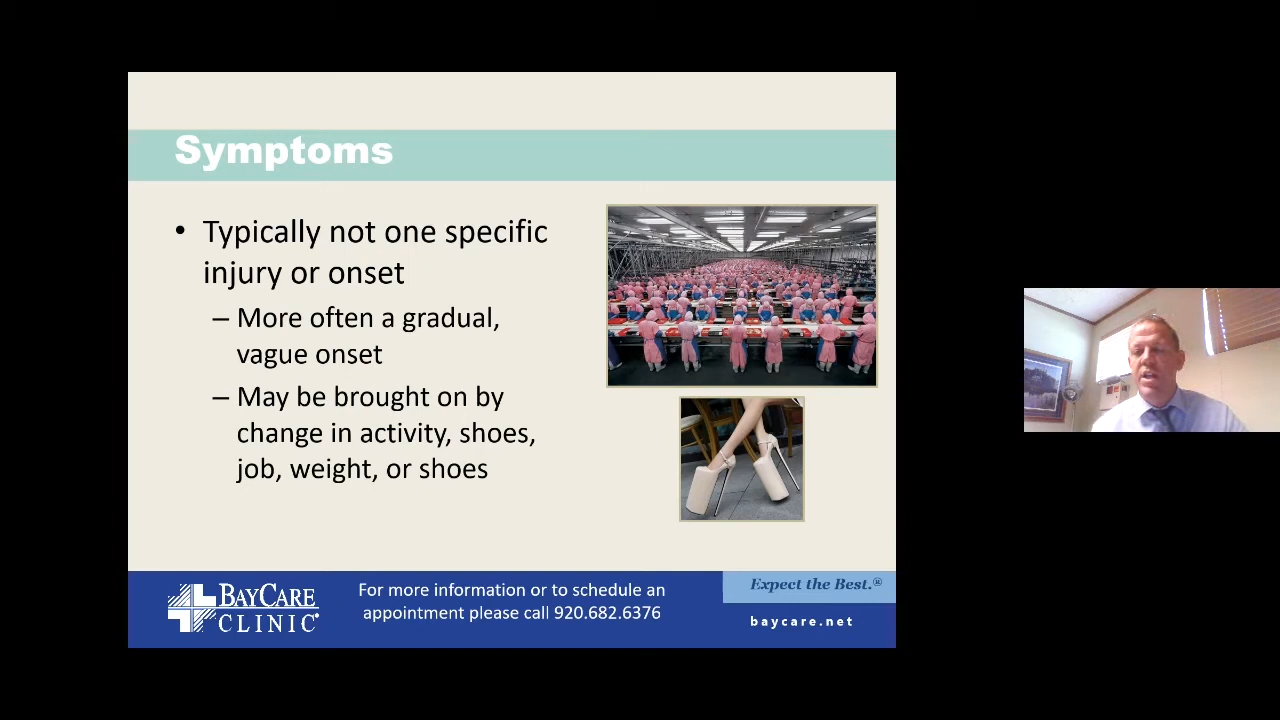 Symptoms
• Typically not one specific
injury or onset
– More often a gradual,
vague onset
– May be brought on by
change in activity, shoes,
job, weight, or shoes
BAYCARE
CLINIC®
For more information or to schedule an
appointment please call 920.682.6376
Expect the Best.®
baycare.net